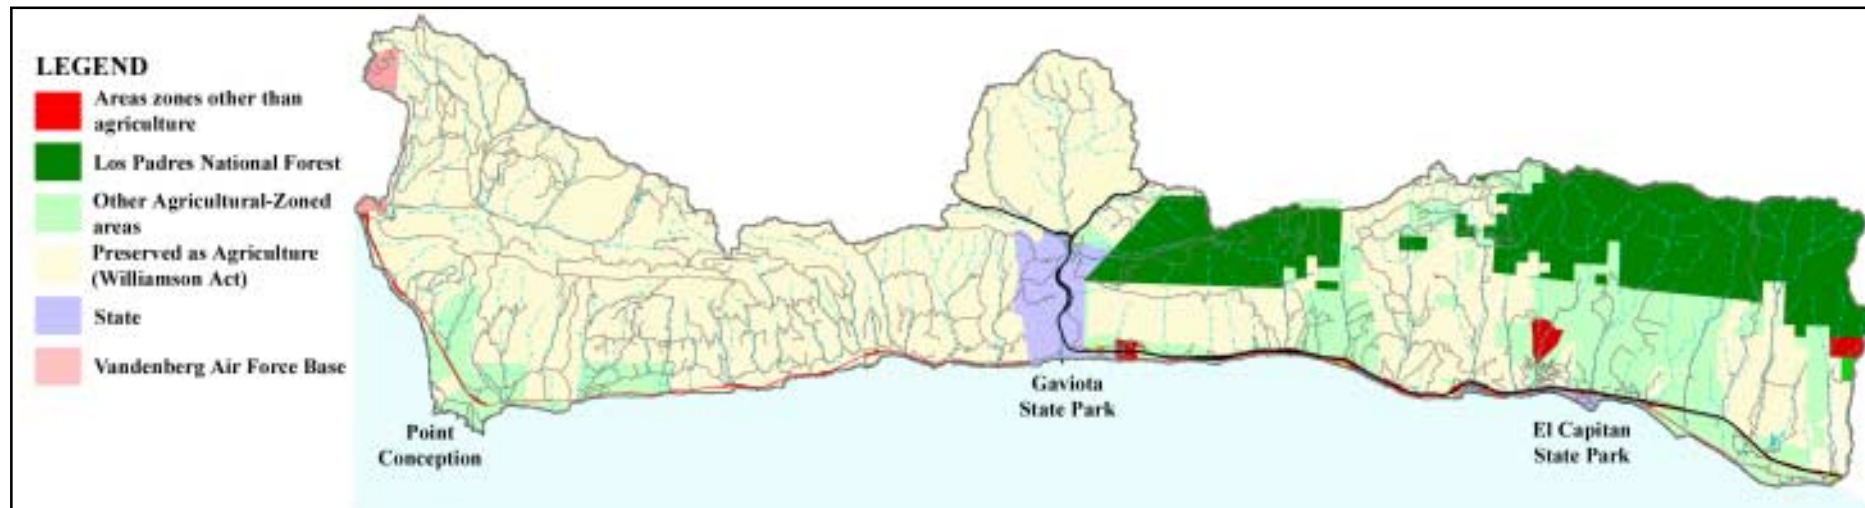 LEGEND
Areas zones other than
agriculture
Los Padres National Forest
Other Agricultural-Zoned
areas
Preserved as Agriculture
(Williamson Act)
State
Vandenberg Air Force Base
Point
Conception
Gaviota
State Park
El Capitan
State Park